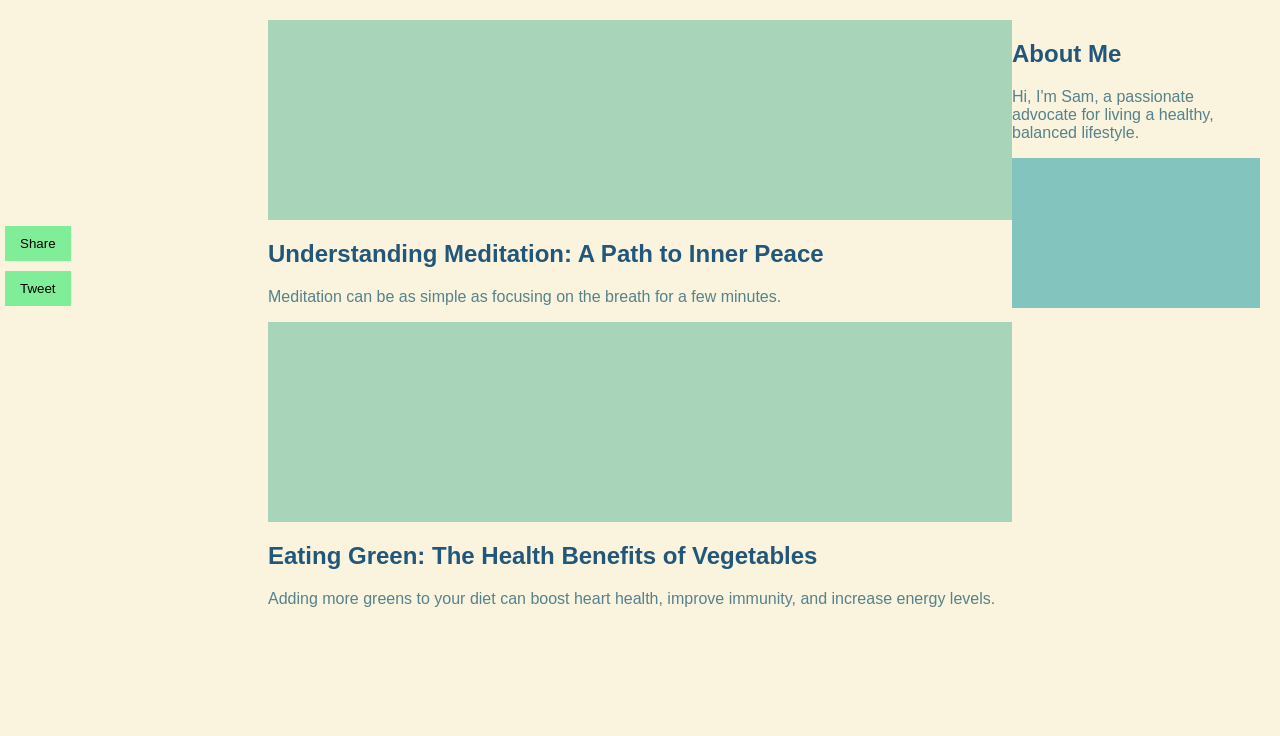 Share
Tweet
Understanding Meditation: A Path to Inner Peace
Meditation can be as simple as focusing on the breath for a few minutes.
Eating Green: The Health Benefits of Vegetables
Adding more greens to your diet can boost heart health, improve immunity, and increase energy levels.
About Me
Hi, I'm Sam, a passionate
advocate for living a healthy,
balanced lifestyle.